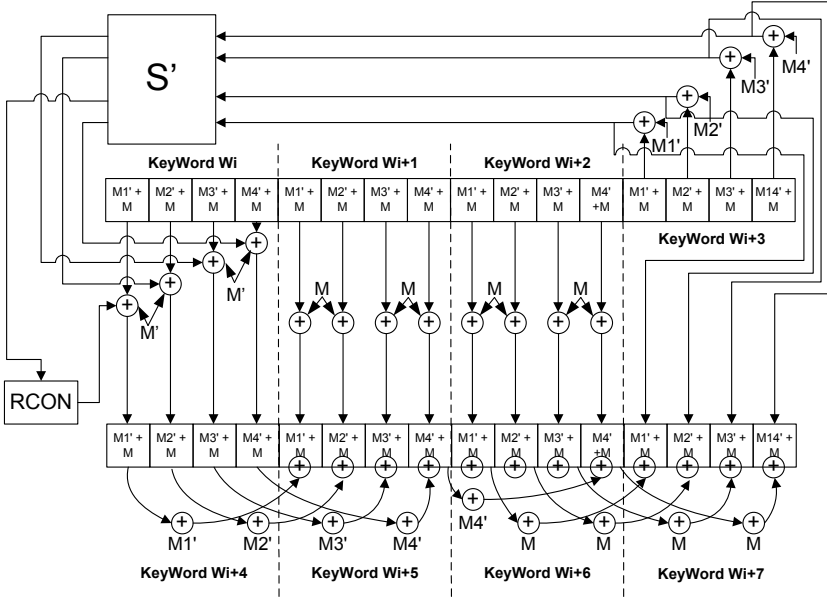 S'
M4'
M3'
M2'
M1'
KeyWord Wi
KeyWord Wi+1
KeyWord Wi+2
M1' + M
M2' + M
M3' + M
M4' + M
M1' + M
M2' + M
M3' + M
M4' + M
M1' + M
M2' + M
M3' + M
M4' +M
M1' + M
M2' + M
M3' + M
M14' + M
KeyWord Wi+3
M'
M'
M
M
M
M
RCON
M1' + M
M2' + M
M3' + M
M4' + M
M1' + M
M2' + M
M3' + M
M4' + M
M1' + M
M2' + M
M3' + M
M4' +M
M1' + M
M2' + M
M3' + M
M14' + M
M4'
M1'
M2'
M3'
M4'
M
M
M
M
KeyWord Wi+4
KeyWord Wi+5
KeyWord Wi+6
KeyWord Wi+7